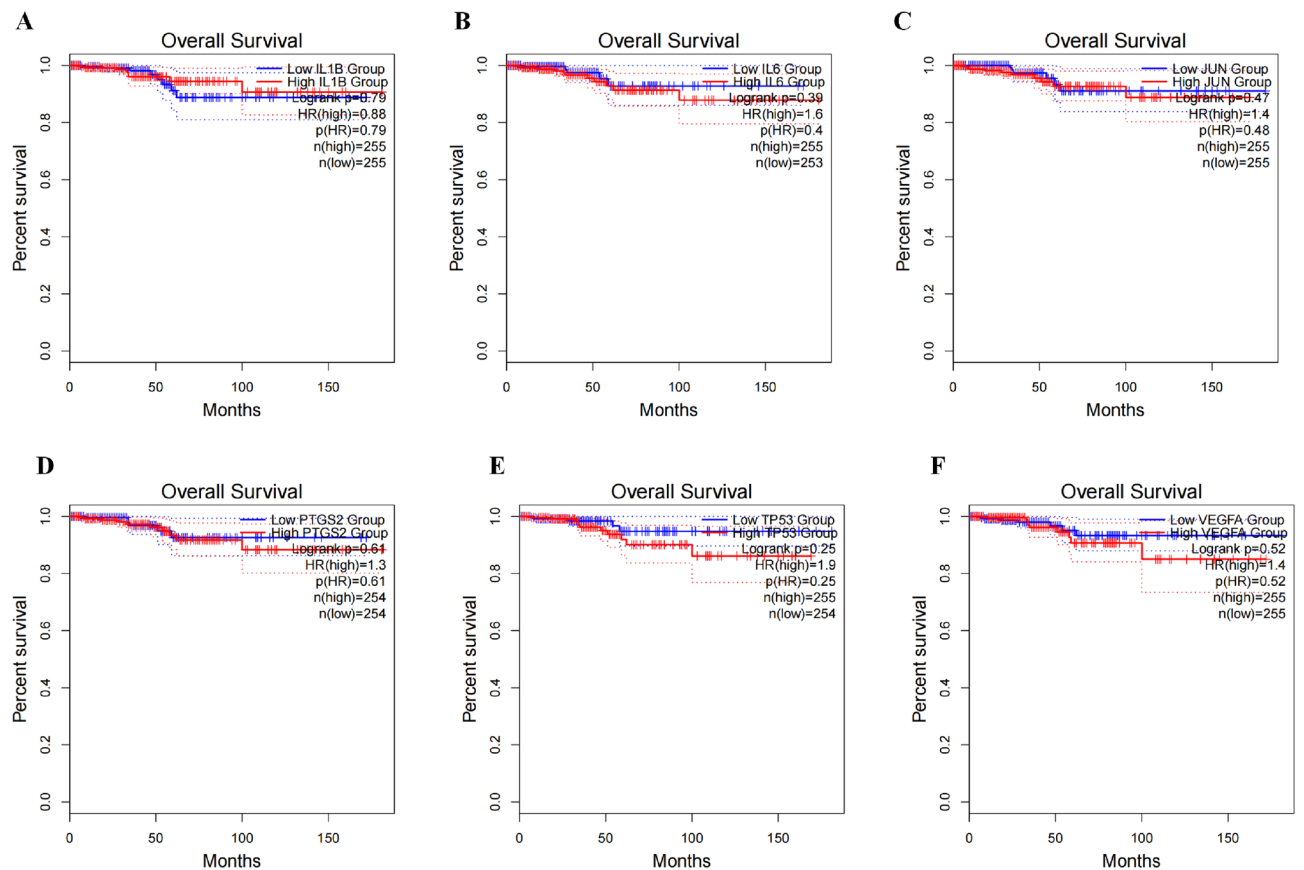 A
Overall Survival
Percent survival
0.0 0.2 0.4 0.6 0.8 1.0
Low IL1B Group
High IL1B Group
Logrank p=0.79
HR(high)=0.88
p(HR)=0.79
n(high)=255
n(low)=255
0 50 100 150
Months
B
Overall Survival
Percent survival
0.0 0.2 0.4 0.6 0.8 1.0
Low IL6 Group
High IL6 Group
Logrank p=0.39
HR(high)=1.6
p(HR)=0.4
n(high)=255
n(low)=253
0 50 100 150
Months
C
Overall Survival
Percent survival
0.0 0.2 0.4 0.6 0.8 1.0
Low JUN Group
High JUN Group
Logrank p=0.47
HR(high)=1.4
p(HR)=0.48
n(high)=255
n(low)=255
0 50 100 150
Months
D
Overall Survival
Percent survival
0.0 0.2 0.4 0.6 0.8 1.0
Low PTGS2 Group
High PTGS2 Group
Logrank p=0.61
HR(high)=1.3
p(HR)=0.61
n(high)=254
n(low)=254
0 50 100 150
Months
E
Overall Survival
Percent survival
0.0 0.2 0.4 0.6 0.8 1.0
Low TP53 Group
High TP53 Group
Logrank p=0.25
HR(high)=1.9
p(HR)=0.25
n(high)=255
n(low)=254
0 50 100 150
Months
F
Overall Survival
Percent survival
0.0 0.2 0.4 0.6 0.8 1.0
Low VEGFA Group
High VEGFA Group
Logrank p=0.52
HR(high)=1.4
p(HR)=0.52
n(high)=255
n(low)=255
0 50 100 150
Months